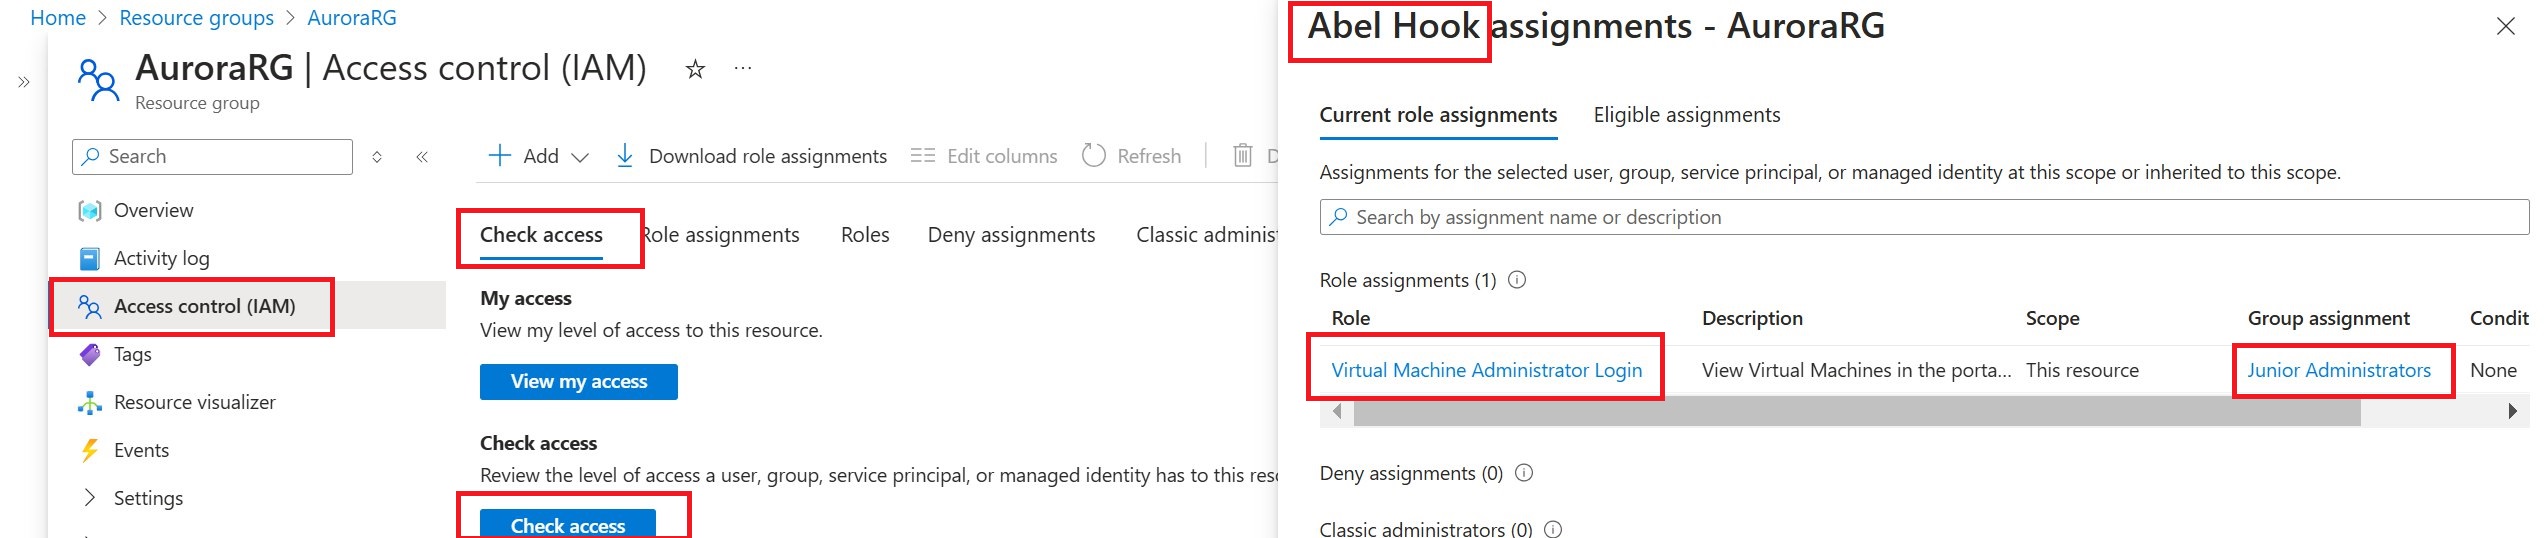 Home > Resource groups > AuroraRG
AuroraRG | Access control (IAM)
Resource group
Search
Overview
Activity log
Access control (IAM)
Tags
Resource visualizer
Events
Settings
Add
Download role assignments
Edit columns
Refresh
D
Check access
Role assignments
Roles
Deny assignments
Classic administ
My access
View my level of access to this resource.
View my access
Check access
Review the level of access a user, group, service principal, or managed identity has to this reso
Check access
Abel Hook assignments - AuroraRG
Current role assignments
Eligible assignments
Assignments for the selected user, group, service principal, or managed identity at this scope or inherited to this scope.
Search by assignment name or description
Role assignments (1)
Role Description Scope Group assignment Condit
Virtual Machine Administrator Login View Virtual Machines in the porta... This resource Junior Administrators None
Deny assignments (0)
Classic administrators (0)